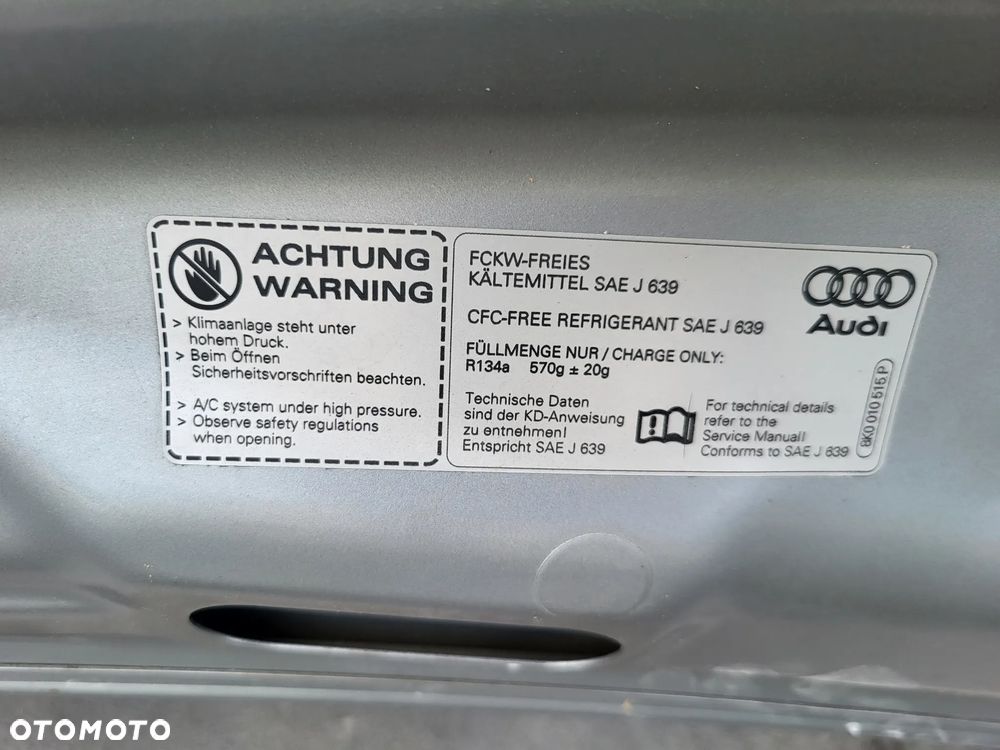 ACHTUNG
WARNING
> Klimaanlage steht unter
hohem Druck.
> Beim Öffnen
Sicherheitsvorschriften beachten.
> A/C system under high pressure.
> Observe safety regulations
when opening.
FCKW-FREIES
KÄLTEMITTEL SAE J 639
CFC-FREE REFRIGERANT SAE J 639
FÜLLMENGE NUR / CHARGE ONLY:
R134a 570g ± 20g
Technische Daten
sind der KD-Anweisung
zu entnehmen!
Entspricht SAE J 639
For technical details
refer to the
Service Manual!
Conforms to SAE J 639
Audi
8K0 010 515 P
OTOMOTO